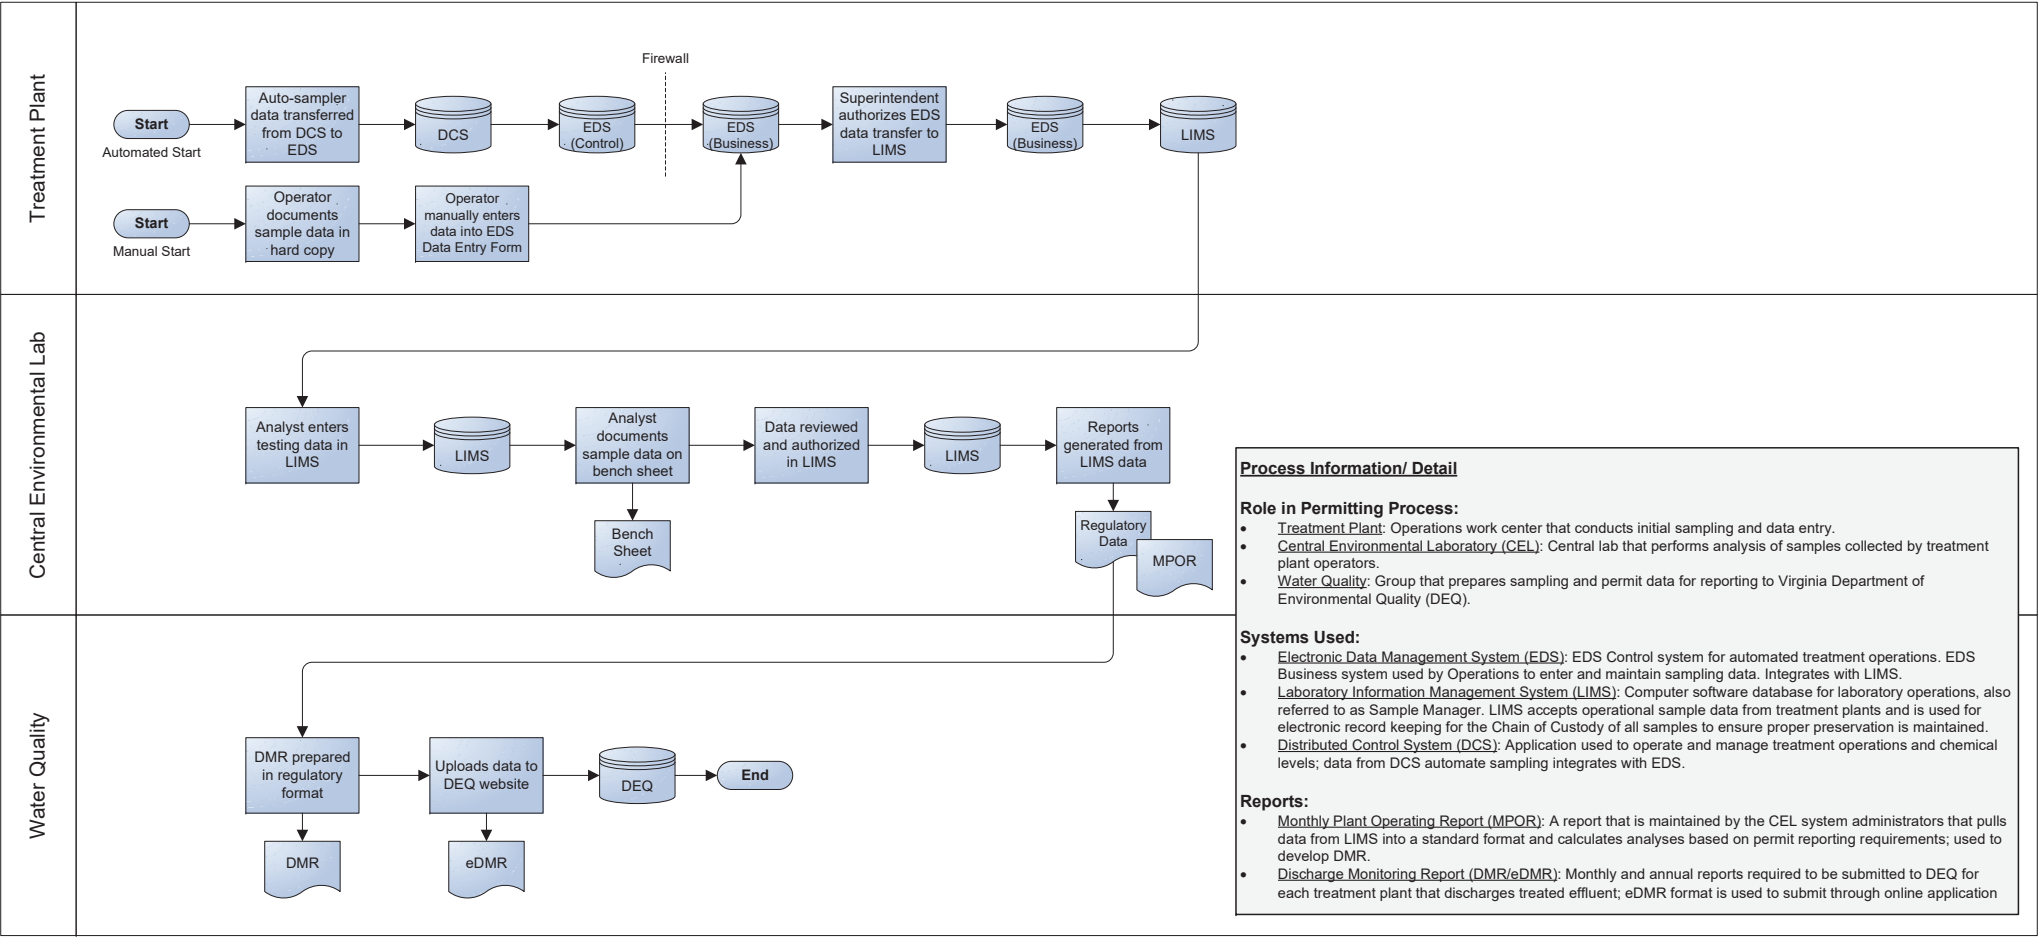 Treatment Plant
Firewall
Start
Automated Start
Auto-sampler
data transferred
from DCS to
EDS
DCS
EDS
(Control)
EDS
(Business)
Superintendent
authorizes EDS
data transfer to
LIMS
EDS
(Business)
LIMS
Start
Manual Start
Operator
documents
sample data in
hard copy
Operator
manually enters
data into EDS
Data Entry Form
Central Environmental Lab
Analyst enters
testing data in
LIMS
LIMS
Analyst
documents
sample data on
bench sheet
Bench
Sheet
Data reviewed
and authorized
in LIMS
LIMS
Reports
generated from
LIMS data
Regulatory
Data
MPOR
Water Quality
DMR prepared
in regulatory
format
DMR
Uploads data to
DEQ website
eDMR
DEQ
End
Process Information/ Detail
Role in Permitting Process:
• Treatment Plant: Operations work center that conducts initial sampling and data entry.
• Central Environmental Laboratory (CEL): Central lab that performs analysis of samples collected by treatment
plant operators.
• Water Quality: Group that prepares sampling and permit data for reporting to Virginia Department of
Environmental Quality (DEQ).
Systems Used:
• Electronic Data Management System (EDS): EDS Control system for automated treatment operations. EDS
Business system used by Operations to enter and maintain sampling data. Integrates with LIMS.
• Laboratory Information Management System (LIMS): Computer software database for laboratory operations, also
referred to as Sample Manager. LIMS accepts operational sample data from treatment plants and is used for
electronic record keeping for the Chain of Custody of all samples to ensure proper preservation is maintained.
• Distributed Control System (DCS): Application used to operate and manage treatment operations and chemical
levels; data from DCS automate sampling integrates with EDS.
Reports:
• Monthly Plant Operating Report (MPOR): A report that is maintained by the CEL system administrators that pulls
data from LIMS into a standard format and calculates analyses based on permit reporting requirements; used to
develop DMR.
• Discharge Monitoring Report (DMR/eDMR): Monthly and annual reports required to be submitted to DEQ for
each treatment plant that discharges treated effluent; eDMR format is used to submit through online application